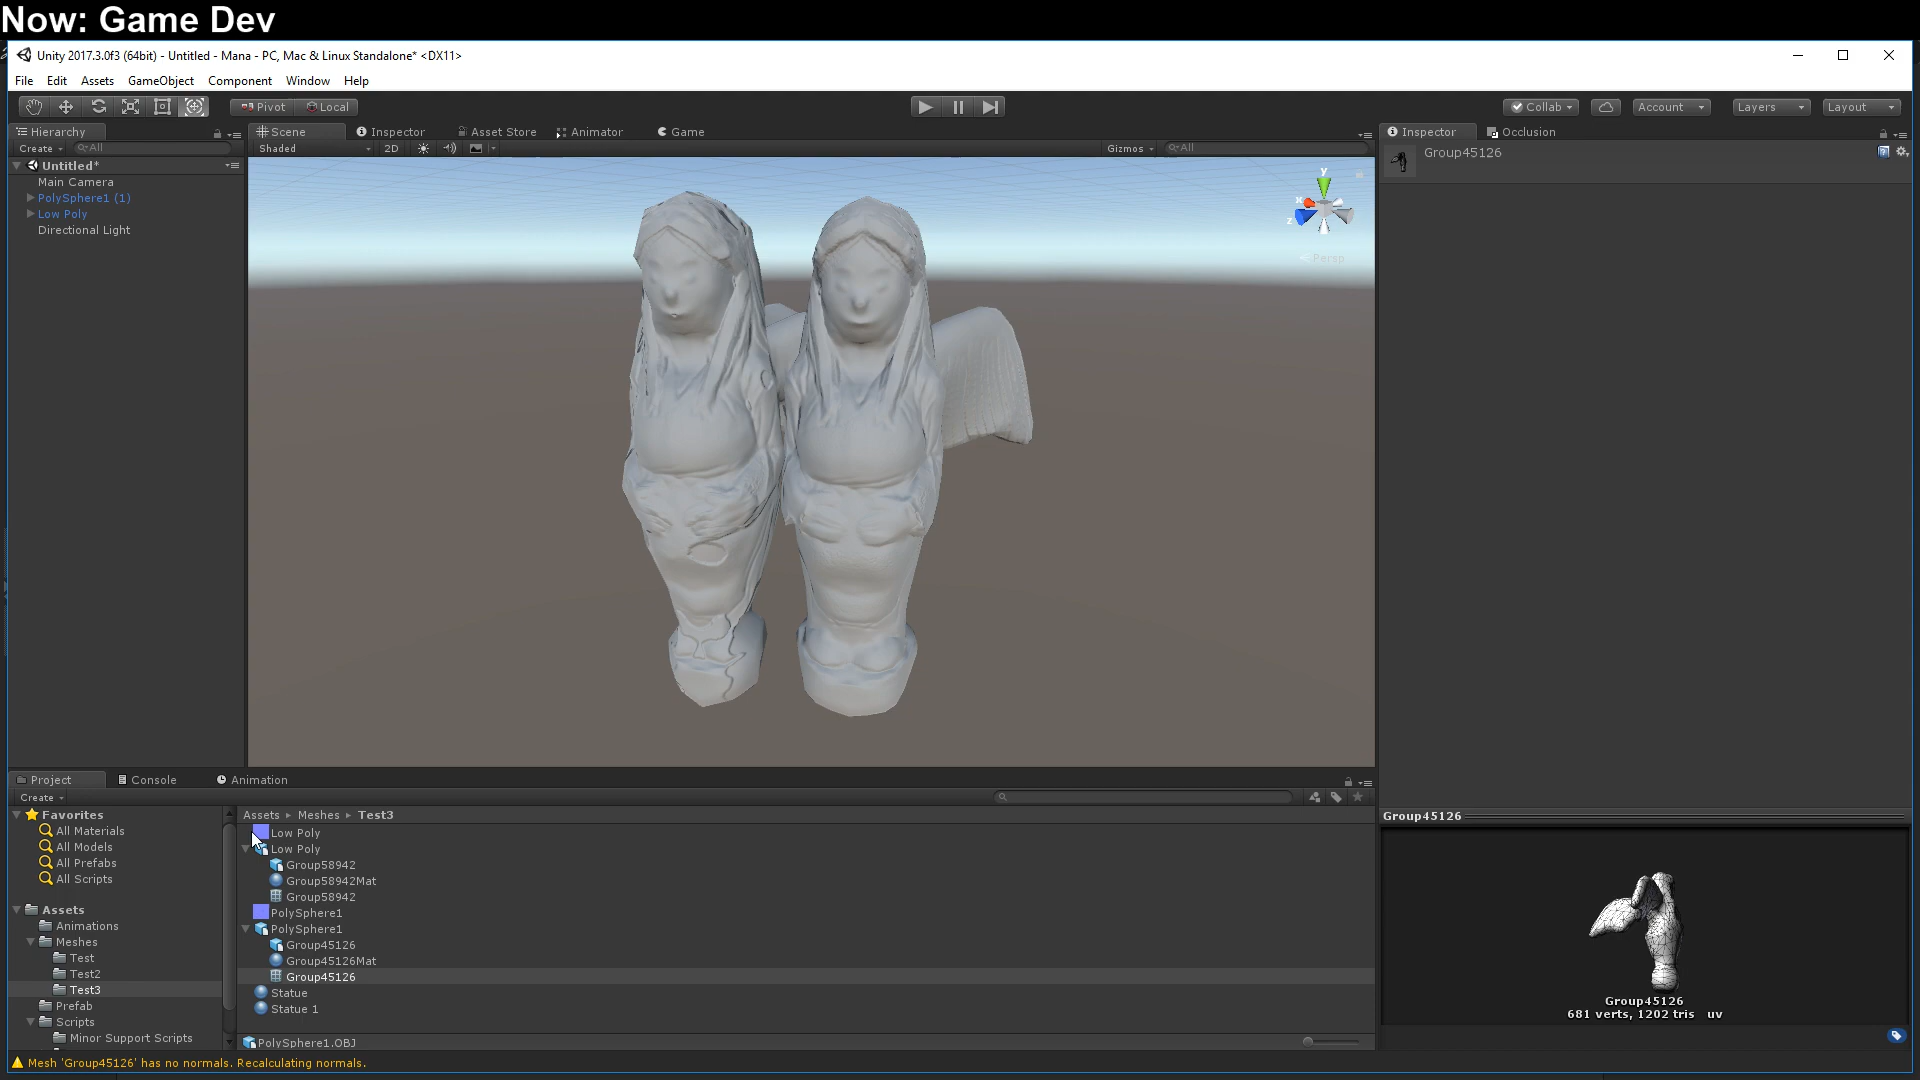 Now: Game Dev
Unity 2017.3.0f3 (64bit) - Untitled - Mana - PC, Mac & Linux Standalone* <DX11>
File Edit Assets GameObject Component Window Help
Pivot Local Collab Account Layers Layout
Hierarchy Scene Inspector Asset Store Animator Game Inspector Occlusion
Create All Shaded 2D Gizmos All
Group45126
Untitled*
Main Camera
PolySphere1 (1)
Low Poly
Directional Light
y
x
z
Persp
Project Console Animation
Create
Favorites
All Materials
All Models
All Prefabs
All Scripts
Assets
Animations
Meshes
Test
Test2
Test3
Prefab
Scripts
Minor Support Scripts
Assets Meshes Test3
Low Poly
Low Poly
Group58942
Group58942Mat
Group58942
PolySphere1
PolySphere1
Group45126
Group45126Mat
Group45126
Statue
Statue 1
PolySphere1.OBJ
Group45126
Group45126
681 verts, 1202 tris uv
Mesh 'Group45126' has no normals. Recalculating normals.